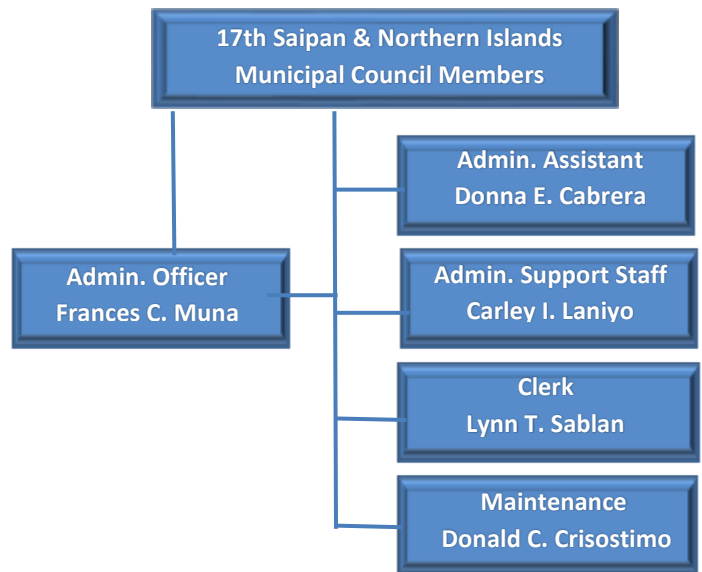 17th Saipan & Northern Islands
Municipal Council Members
Admin. Assistant
Donna E. Cabrera
Admin. Officer
Frances C. Muna
Admin. Support Staff
Carley I. Laniyo
Clerk
Lynn T. Sablan
Maintenance
Donald C. Crisostimo